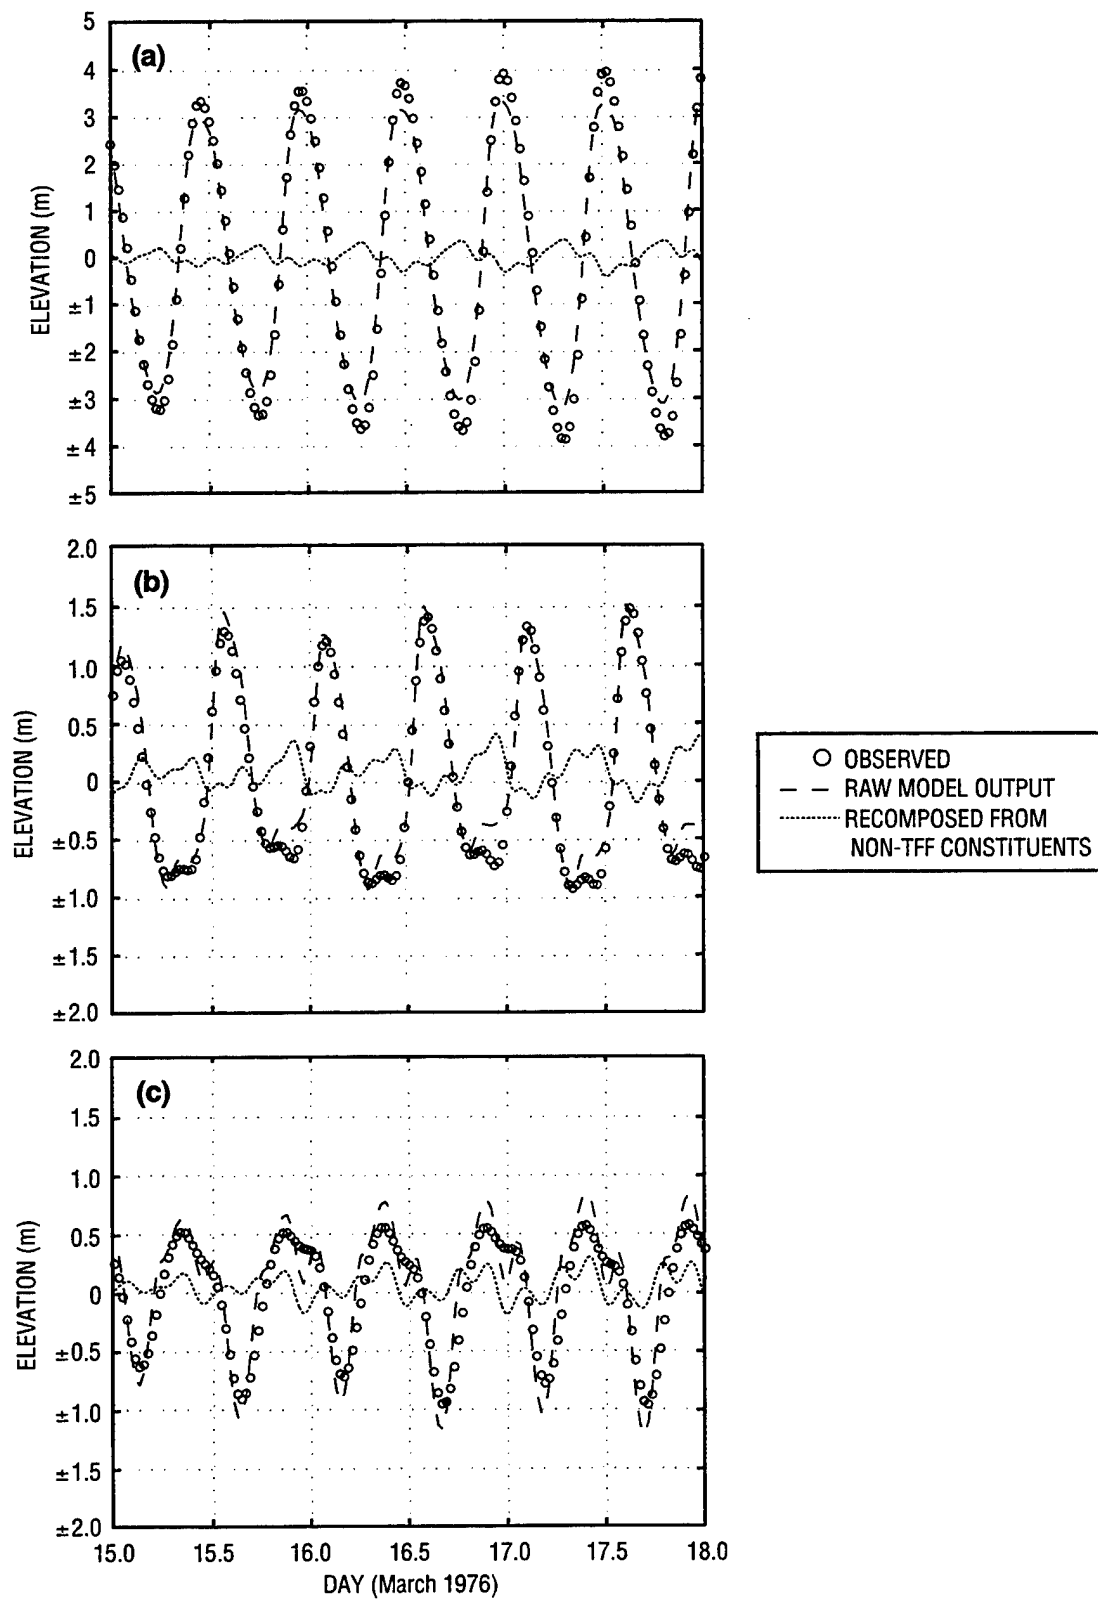 (a)
ELEVATION (m)
5
4
3
2
1
0
±1
±2
±3
±4
±5
(b)
ELEVATION (m)
2.0
1.5
1.0
0.5
0
±0.5
±1.0
±1.5
±2.0
OBSERVED
RAW MODEL OUTPUT
RECOMPOSED FROM
NON-TFF CONSTITUENTS
(c)
ELEVATION (m)
2.0
1.5
1.0
0.5
0
±0.5
±1.0
±1.5
±2.0
15.0 15.5 16.0 16.5 17.0 17.5 18.0
DAY (March 1976)